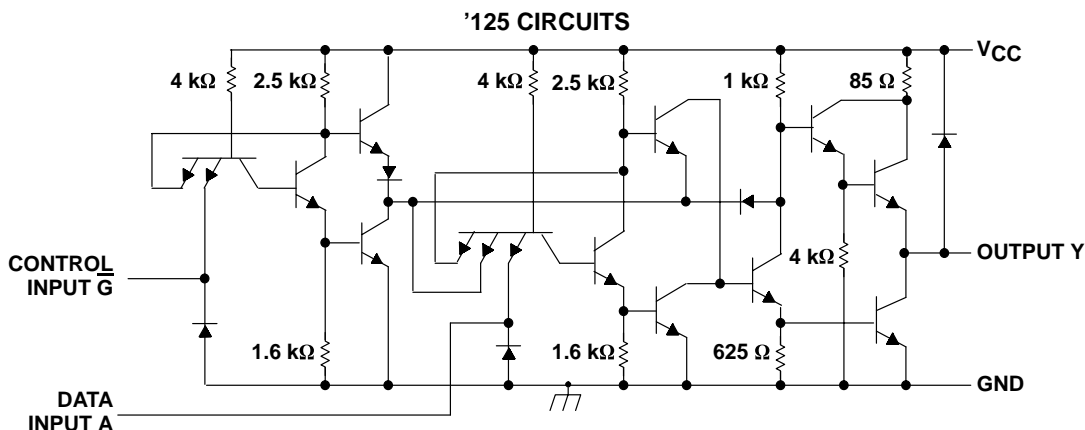 '125 CIRCUITS
VCC
4 kΩ
2.5 kΩ
4 kΩ
2.5 kΩ
1 kΩ
85 Ω
CONTROL
INPUT G̅
4 kΩ
OUTPUT Y
1.6 kΩ
1.6 kΩ
625 Ω
GND
DATA
INPUT A